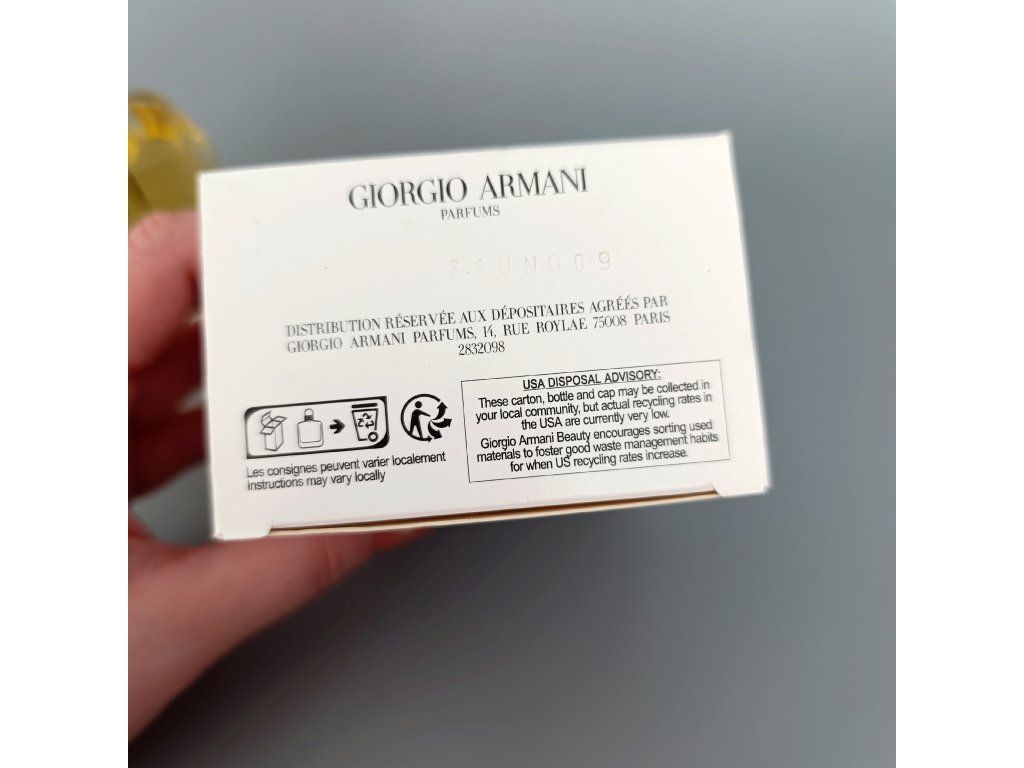 GIORGIO ARMANI
PARFUMS
38UN009
DISTRIBUTION RÉSERVÉE AUX DÉPOSITAIRES AGRÉÉS PAR
GIORGIO ARMANI PARFUMS, 14, RUE ROYLAE 75008 PARIS
2832098
Les consignes peuvent varier localement
instructions may vary locally
USA DISPOSAL ADVISORY:
These carton, bottle and cap may be collected in
your local community, but actual recycling rates in
the USA are currently very low.
Giorgio Armani Beauty encourages sorting used
materials to foster good waste management habits
for when US recycling rates increase.